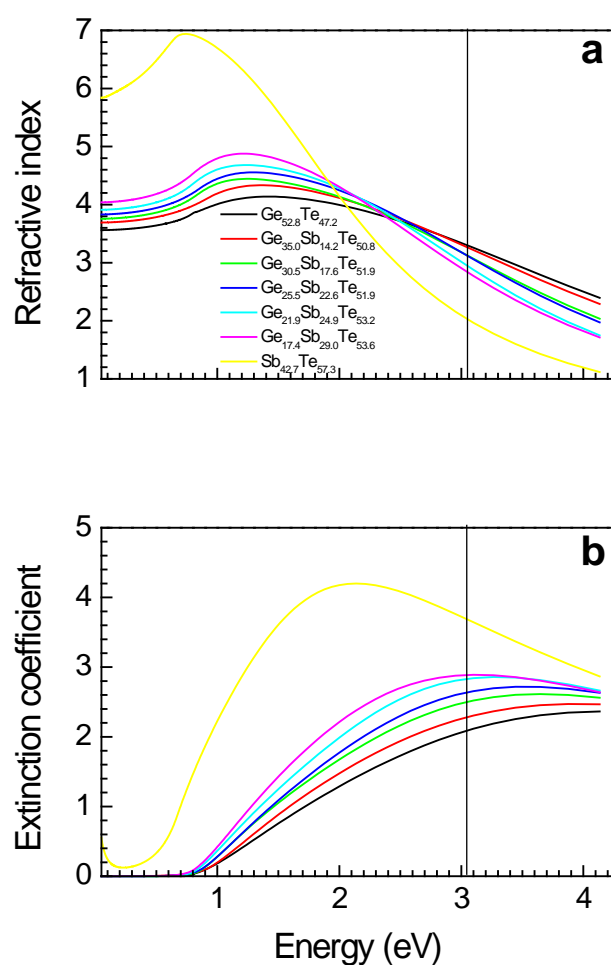 a
Refractive index
7
6
5
4
3
2
1
Ge52.8Te47.2
Ge35.0Sb14.2Te50.8
Ge30.5Sb17.6Te51.9
Ge25.5Sb22.6Te51.9
Ge21.9Sb24.9Te53.2
Ge17.4Sb29.0Te53.6
Sb42.7Te57.3
b
Extinction coefficient
5
4
3
2
1
0
1 2 3 4
Energy (eV)